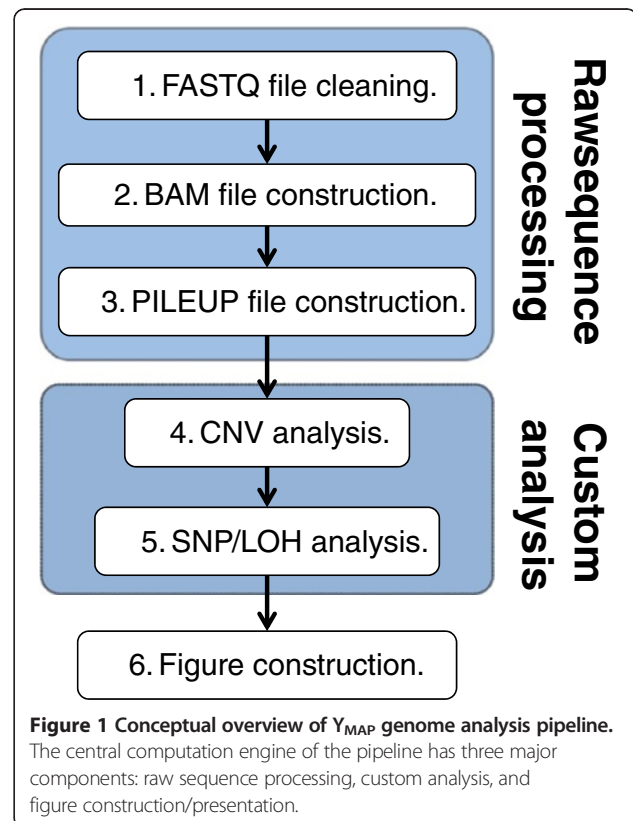 1. FASTQ file cleaning.
2. BAM file construction.
3. PILEUP file construction.
Rawsequence
processing
4. CNV analysis.
5. SNP/LOH analysis.
Custom
analysis
6. Figure construction.
Figure 1 Conceptual overview of YMAP genome analysis pipeline.
The central computation engine of the pipeline has three major
components: raw sequence processing, custom analysis, and
figure construction/presentation.